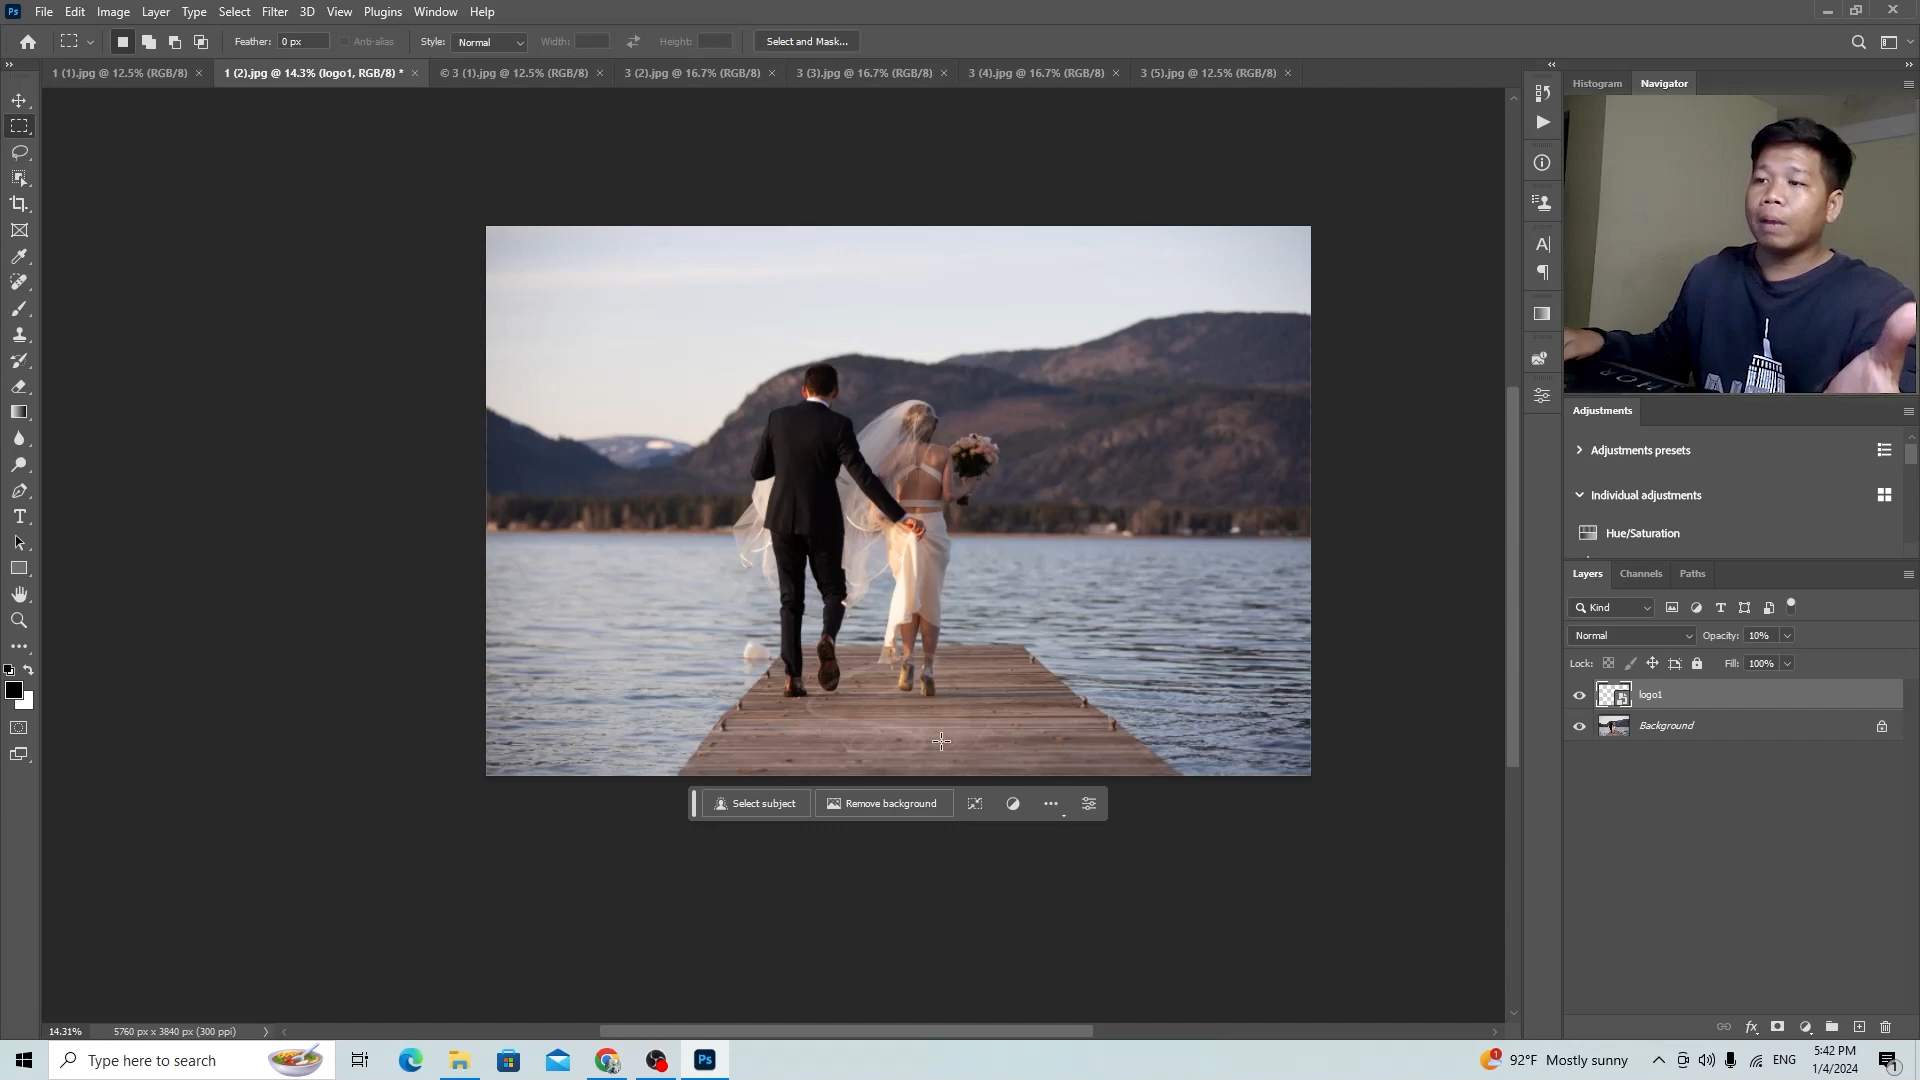 Ps File Edit Image Layer Type Select Filter 3D View Plugins Window Help
Feather: 0 px Anti-alias Style: Normal Width: Height: Select and Mask...
1 (1).jpg @ 12.5% (RGB/8) 1 (2).jpg @ 14.3% (logo1, RGB/8) * © 3 (1).jpg @ 12.5% (RGB/8) 3 (2).jpg @ 16.7% (RGB/8) 3 (3).jpg @ 16.7% (RGB/8) 3 (4).jpg @ 16.7% (RGB/8) 3 (5).jpg @ 12.5% (RGB/8)
Histogram Navigator
Adjustments
Adjustments presets
Individual adjustments
Hue/Saturation
Layers Channels Paths
Kind
Normal Opacity: 10%
Lock: Fill: 100%
logo1
Background
Select subject Remove background
14.31% 5760 px x 3840 px (300 ppi)
Type here to search
Ps
1 92°F Mostly sunny ENG
5:42 PM
1/4/2024
1